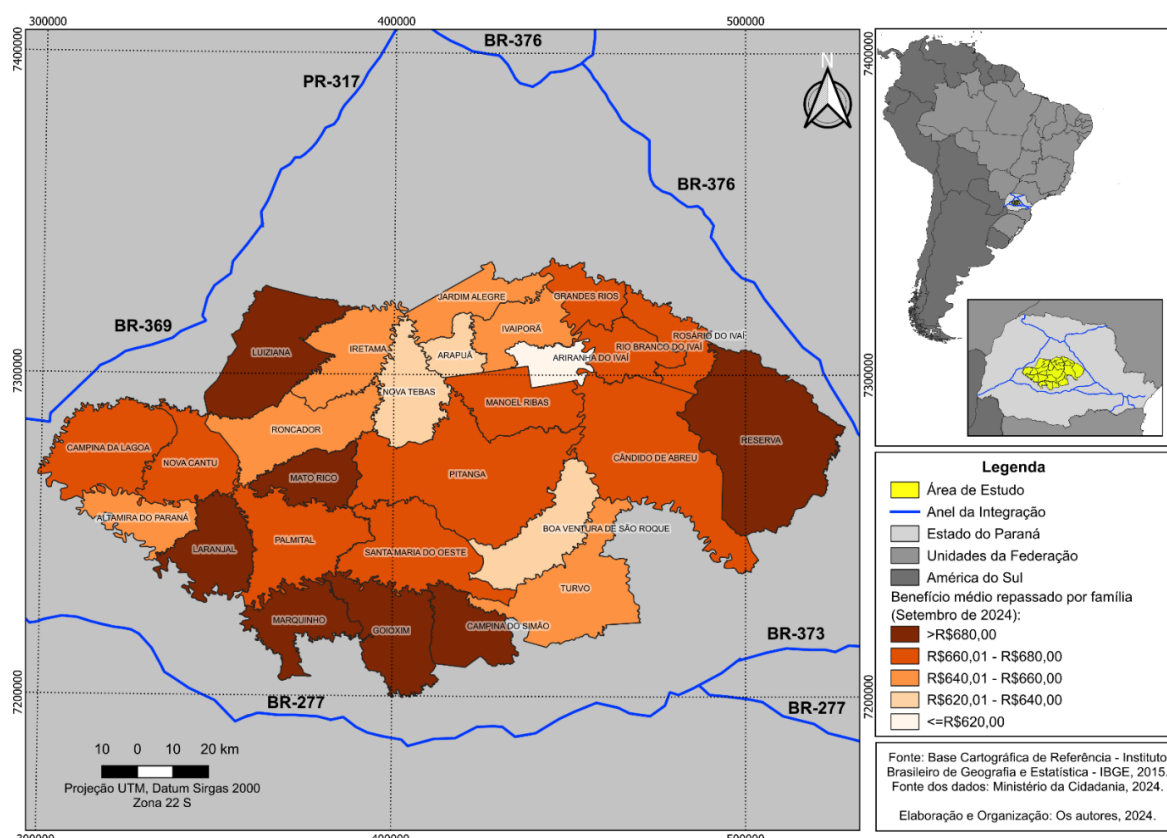 300000
400000
500000
7400000
7400000
BR-376
PR-317
N
BR-376
BR-369
JARDIM ALEGRE
GRANDES RIOS
ROSÁRIO DO IVAÍ
IVAIPORÃ
RIO BRANCO DO IVAÍ
IRETAMA
LUIZIANA
ARAPUÃ
ARIRANHA DO IVAÍ
7300000
7300000
NOVA TEBAS
MANOEL RIBAS
RONCADOR
RESERVA
CAMPINA DA LAGOA
NOVA CANTU
CÂNDIDO DE ABREU
MATO RICO
PITANGA
ALTAMIRA DO PARANÁ
BOA VENTURA DE SÃO ROQUE
LARANJAL
PALMITAL
SANTA MARIA DO OESTE
TURVO
MARQUINHO
GOIOXIM
CAMPINA DO SIMÃO
BR-373
7200000
7200000
BR-277
BR-277
10 0 10 20 km
Projeção UTM, Datum Sirgas 2000
Zona 22 S
300000
400000
500000
Legenda
Área de Estudo
Anel da Integração
Estado do Paraná
Unidades da Federação
América do Sul
Benefício médio repassado por família
(Setembro de 2024):
>R$680,00
R$660,01 - R$680,00
R$640,01 - R$660,00
R$620,01 - R$640,00
<=R$620,00
Fonte: Base Cartográfica de Referência - Instituto
Brasileiro de Geografia e Estatística - IBGE, 2015.
Fonte dos dados: Ministério da Cidadania, 2024.
Elaboração e Organização: Os autores, 2024.